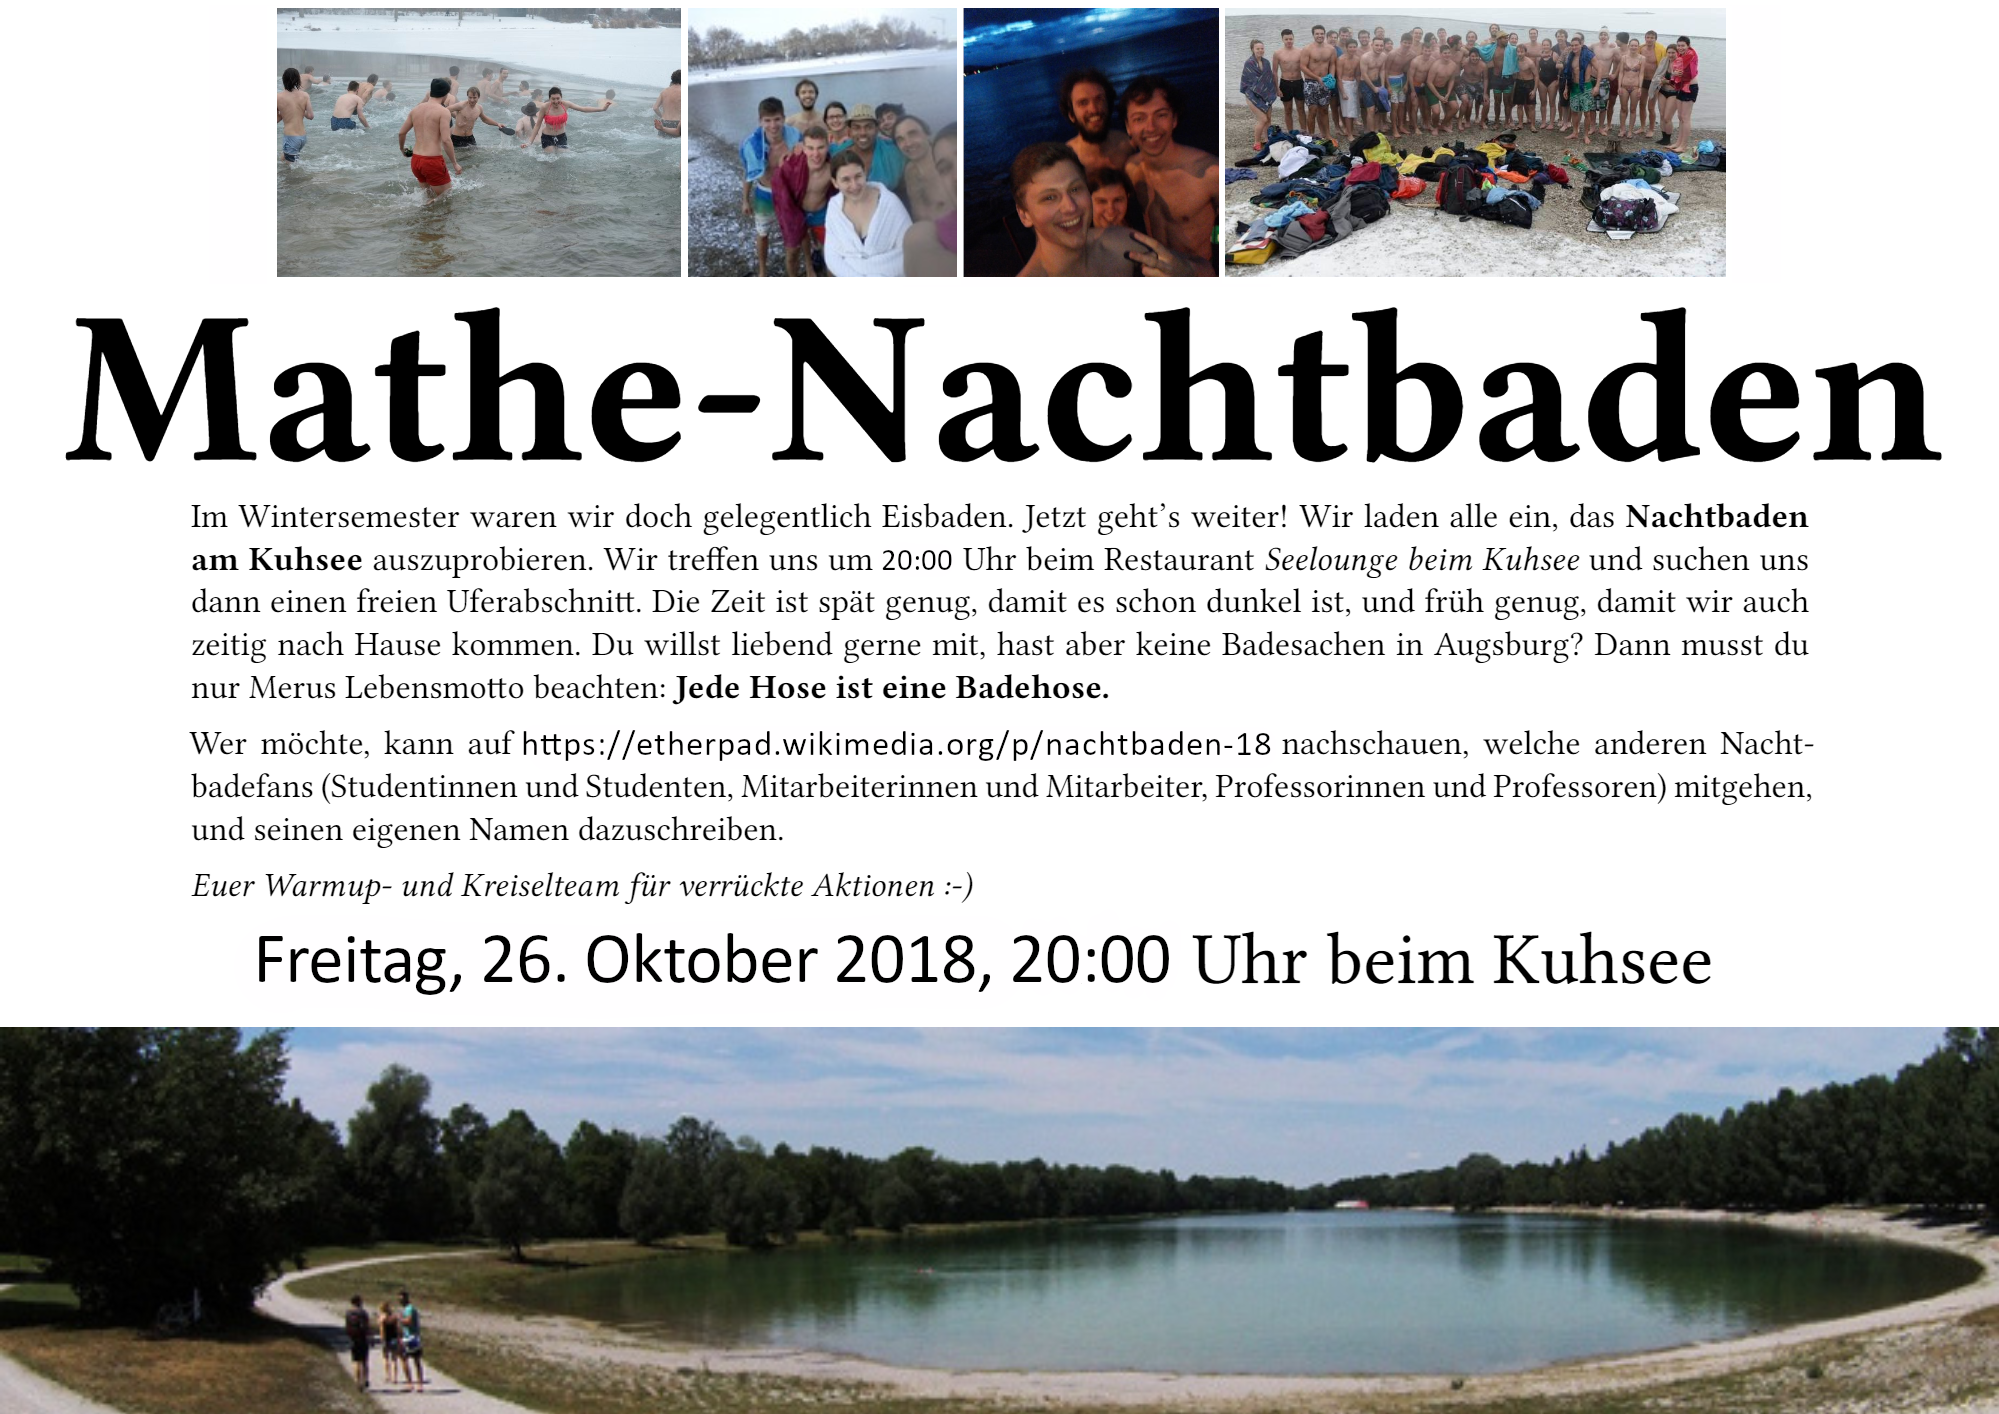 Mathe-Nachtbaden
Im Wintersemester waren wir doch gelegentlich Eisbaden. Jetzt geht's weiter! Wir laden alle ein, das Nachtbaden
am Kuhsee auszuprobieren. Wir treffen uns um 20:00 Uhr beim Restaurant Seelounge beim Kuhsee und suchen uns
dann einen freien Uferabschnitt. Die Zeit ist spät genug, damit es schon dunkel ist, und früh genug, damit wir auch
zeitig nach Hause kommen. Du willst liebend gerne mit, hast aber keine Badesachen in Augsburg? Dann musst du
nur Merus Lebensmotto beachten: Jede Hose ist eine Badehose.
Wer möchte, kann auf https://etherpad.wikimedia.org/p/nachtbaden-18 nachschauen, welche anderen Nacht-
badefans (Studentinnen und Studenten, Mitarbeiterinnen und Mitarbeiter, Professorinnen und Professoren) mitgehen,
und seinen eigenen Namen dazuschreiben.
Euer Warmup- und Kreiselteam für verrückte Aktionen :-)
Freitag, 26. Oktober 2018, 20:00 Uhr beim Kuhsee